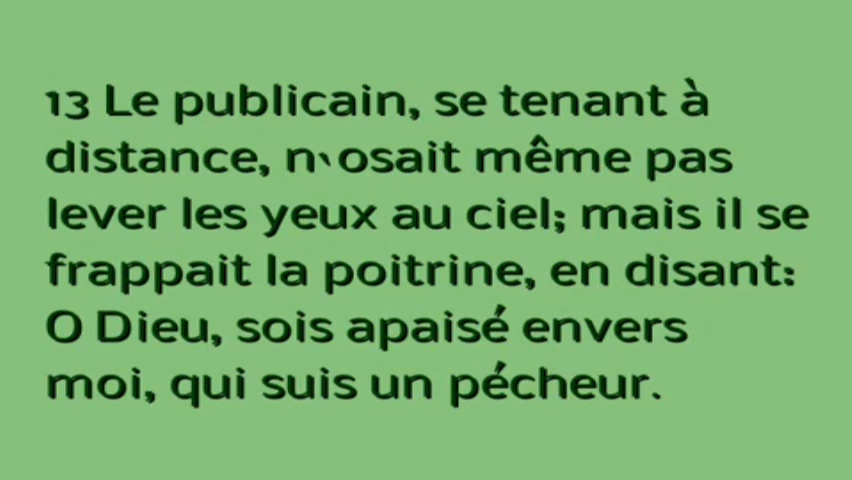 13 Le publicain, se tenant à
distance, n`osait même pas
lever les yeux au ciel; mais il se
frappait la poitrine, en disant:
O Dieu, sois apaisé envers
moi, qui suis un pécheur.